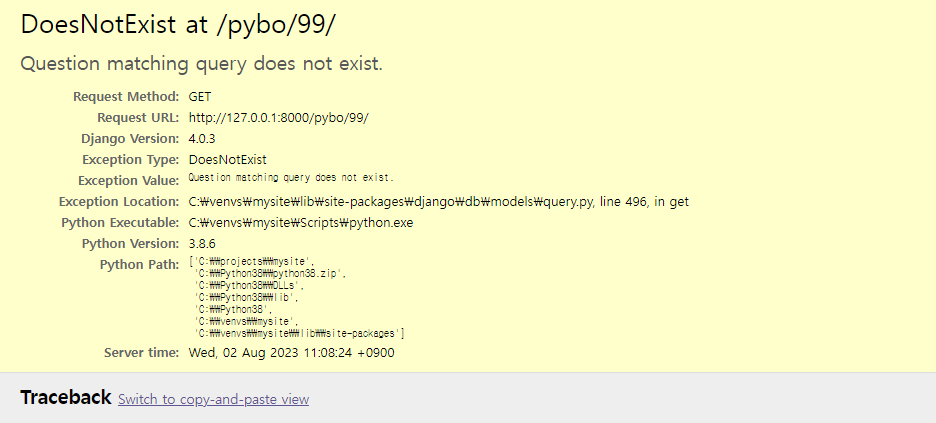 DoesNotExist at /pybo/99/
Question matching query does not exist.
Request Method: GET
Request URL: http://127.0.0.1:8000/pybo/99/
Django Version: 4.0.3
Exception Type: DoesNotExist
Exception Value: Question matching query does not exist.
Exception Location: C:₩venvs₩mysite₩lib₩site-packages₩django₩db₩models₩query.py, line 496, in get
Python Executable: C:₩venvs₩mysite₩Scripts₩python.exe
Python Version: 3.8.6
Python Path: ['C:₩₩projects₩₩mysite',
'C:₩₩Python38₩₩python38.zip',
'C:₩₩Python38₩₩DLLs',
'C:₩₩Python38₩₩lib',
'C:₩₩Python38',
'C:₩₩venvs₩₩mysite',
'C:₩₩venvs₩₩mysite₩₩lib₩₩site-packages']
Server time: Wed, 02 Aug 2023 11:08:24 +0900
Traceback Switch to copy-and-paste view